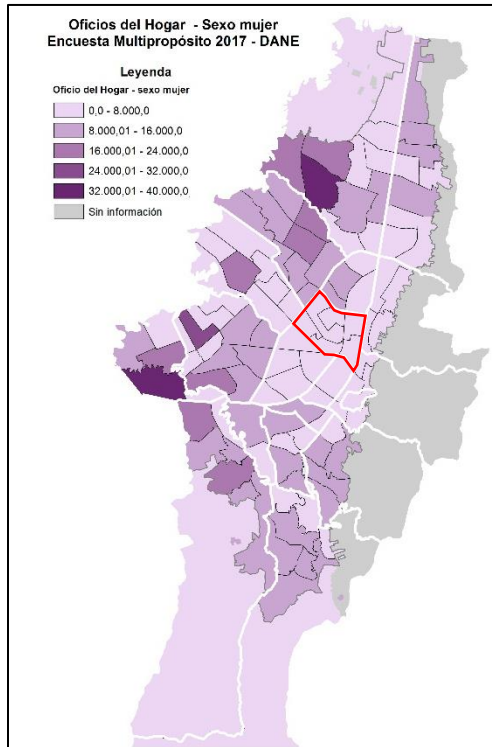 Oficios del Hogar - Sexo mujer
Encuesta Multipropósito 2017 - DANE
Leyenda
Oficio del Hogar - sexo mujer
0,0 - 8.000,0
8.000,01 - 16.000,0
16.000,01 - 24.000,0
24.000,01 - 32.000,0
32.000,01 - 40.000,0
Sin información